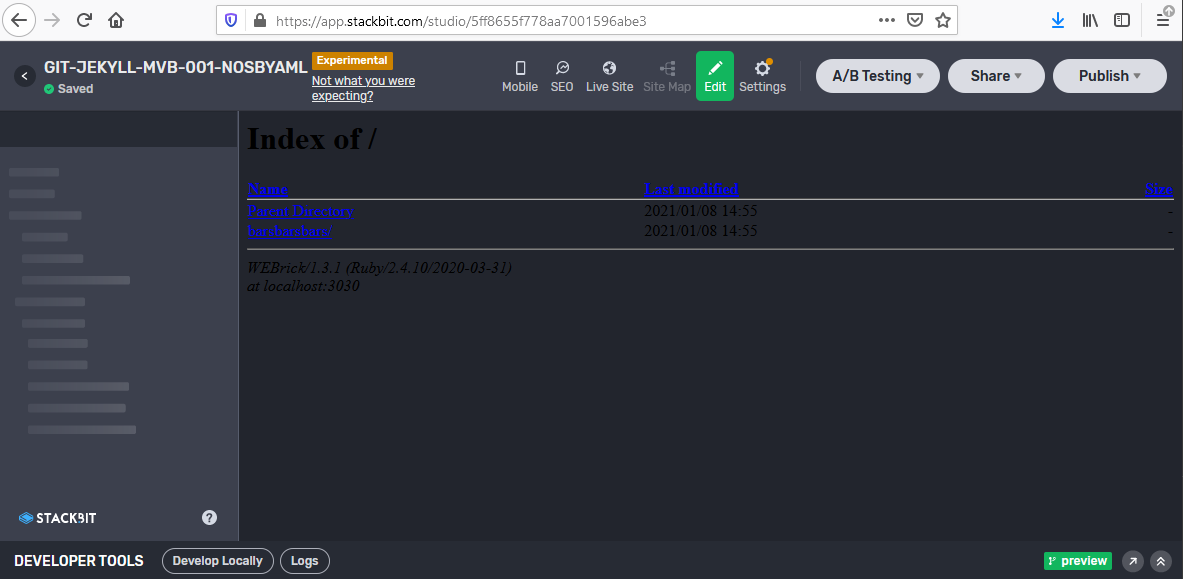 https://app.stackbit.com/studio/5ff8655f778aa7001596abe3
GIT-JEKYLL-MVB-001-NOSBYAML
Experimental
Saved
Not what you were
expecting?
Mobile
SEO
Live Site
Site Map
Edit
Settings
A/B Testing
Share
Publish
Index of /
Name Last modified Size
Parent Directory 2021/01/08 14:55 -
barsbarsbars/ 2021/01/08 14:55 -
WEBrick/1.3.1 (Ruby/2.4.10/2020-03-31)
at localhost:3030
STACKBIT
?
DEVELOPER TOOLS
Develop Locally
Logs
preview